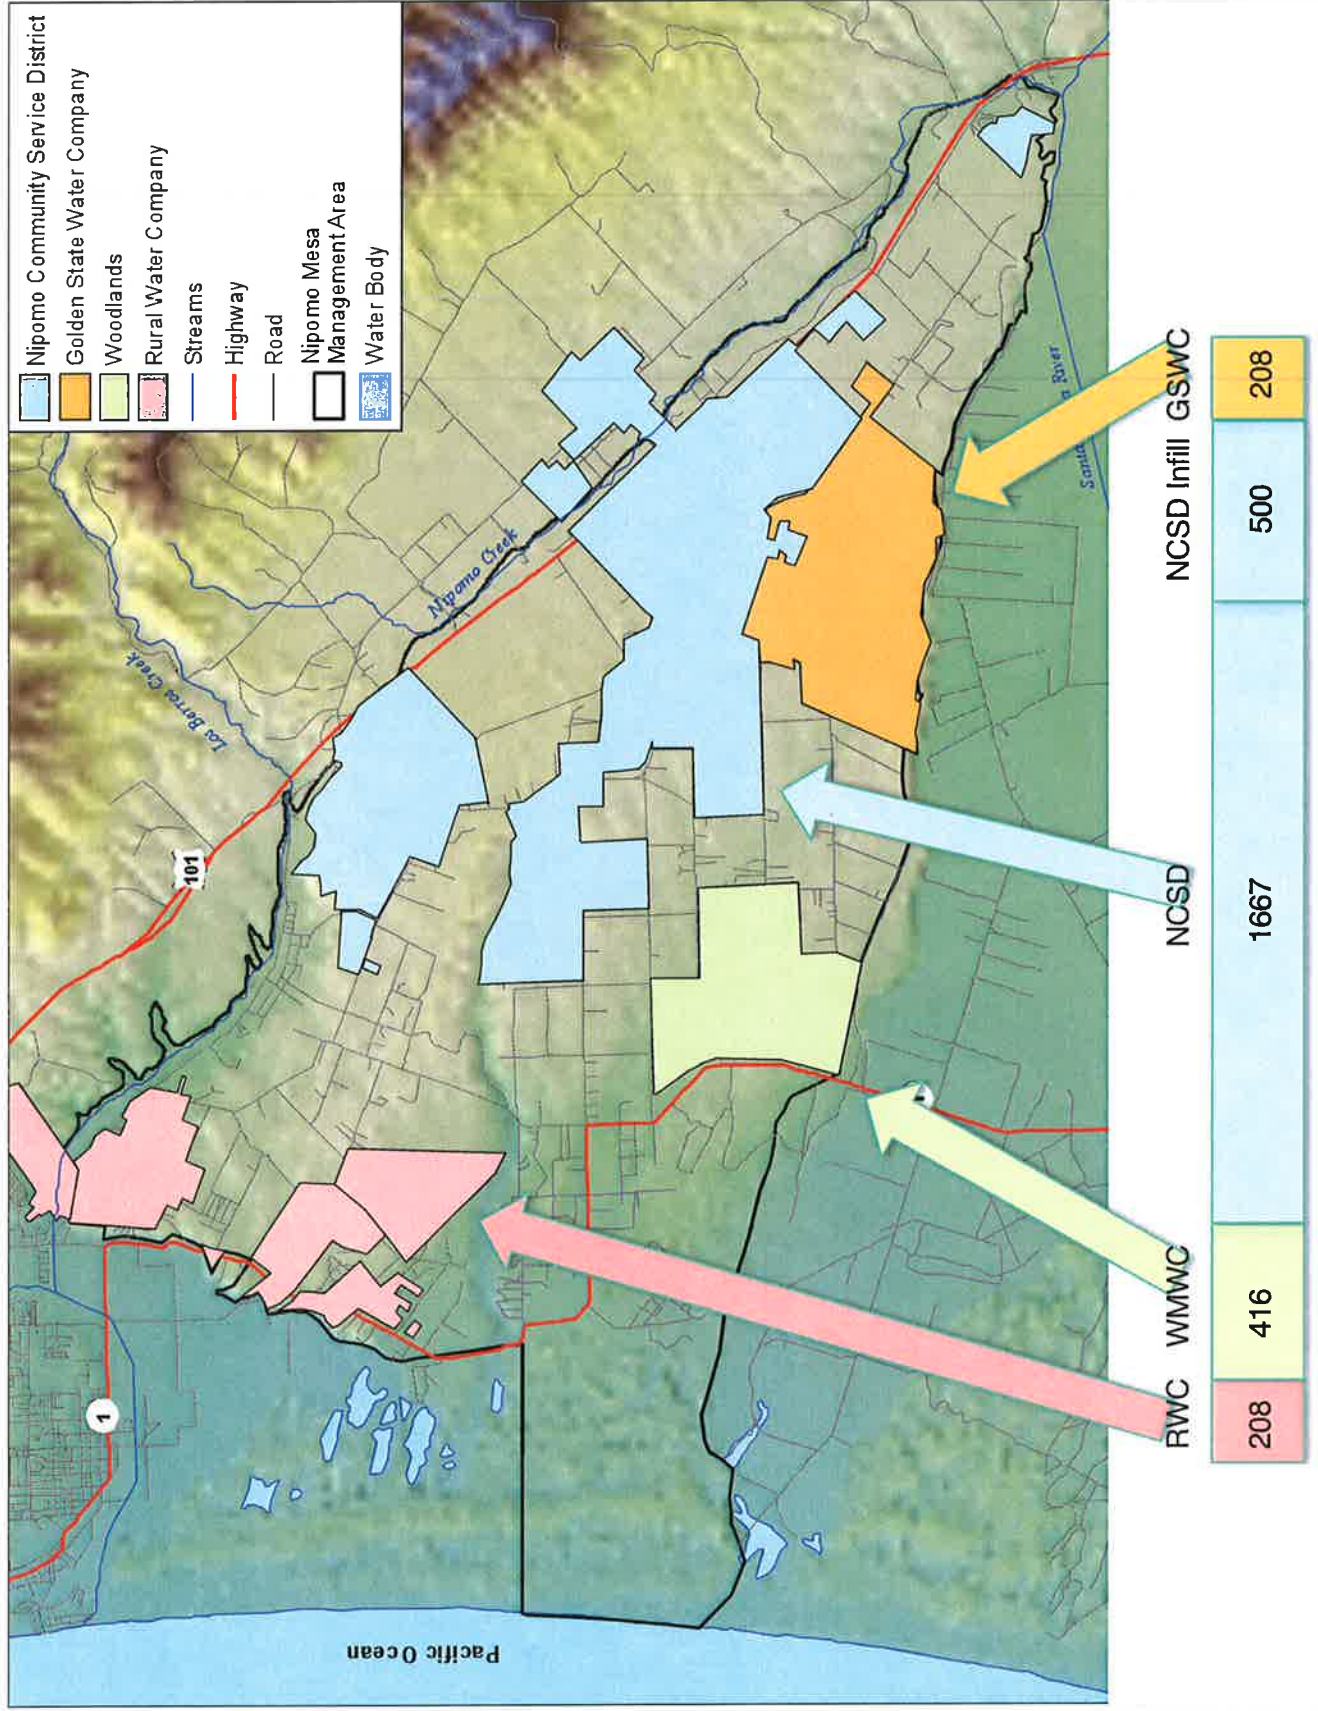 Nipomo Community Service District
Golden State Water Company
Woodlands
Rural Water Company
Streams
Highway
Road
Nipomo Mesa
Management Area
Water Body
Los Berros Creek
Nipomo Creek
101
1
Pacific Ocean
Santa
River
RWC
WMWC
NCSD
NCSD Infill
GSWC
208
416
1667
500
208